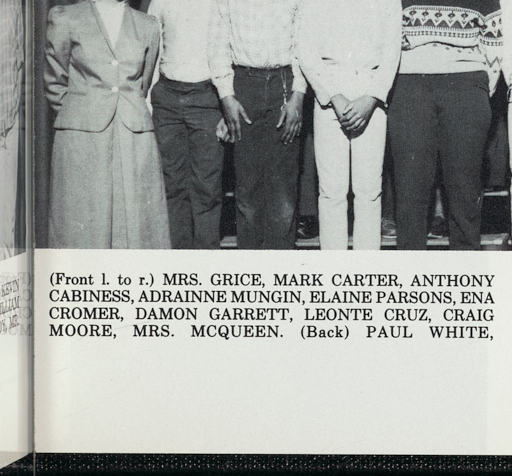 (Front l. to r.) MRS. GRICE, MARK CARTER, ANTHONY
CABINESS, ADRAINNE MUNGIN, ELAINE PARSONS, ENA
CROMER, DAMON GARRETT, LEONTE CRUZ, CRAIG
MOORE, MRS. MCQUEEN. (Back) PAUL WHITE,
KEVIN